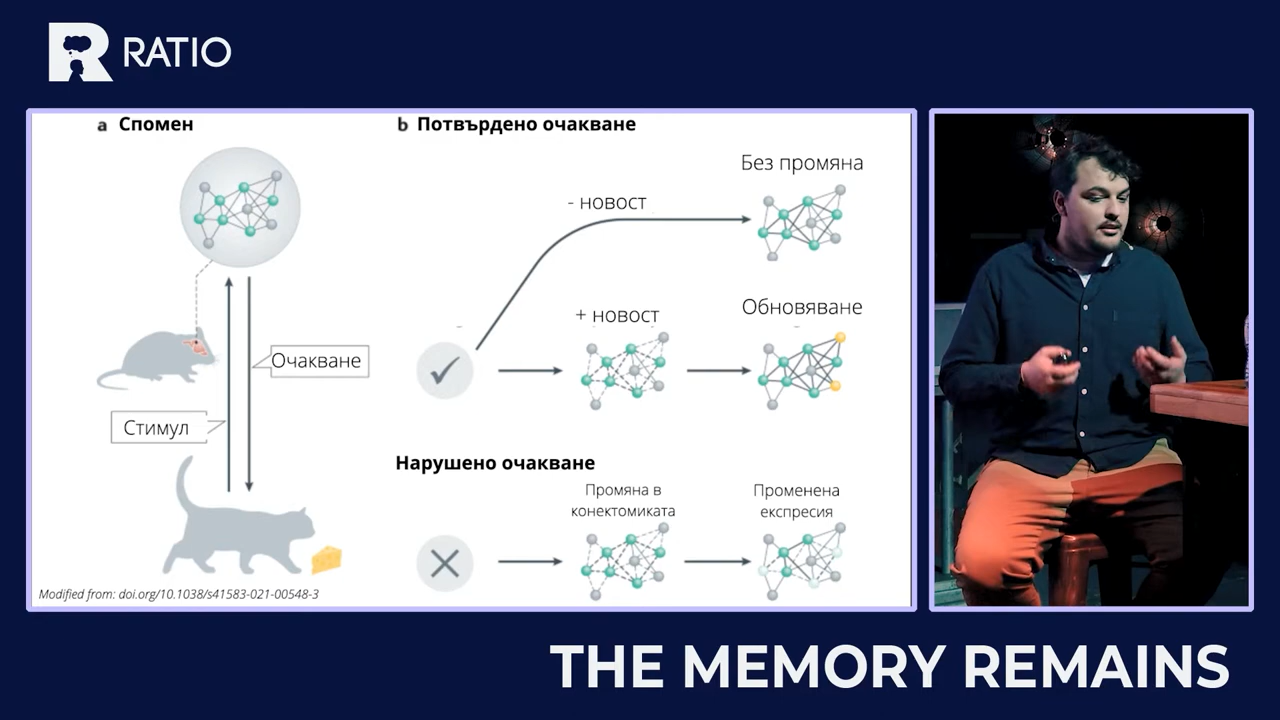 RATIO
a Спомен
Очакване
Стимул
Modified from: doi.org/10.1038/s41583-021-00548-3
b Потвърдено очакване
Без промяна
- новост
+ новост
Обновяване
Нарушено очакване
Промяна в
конектомиката
Променена
експресия
THE MEMORY REMAINS